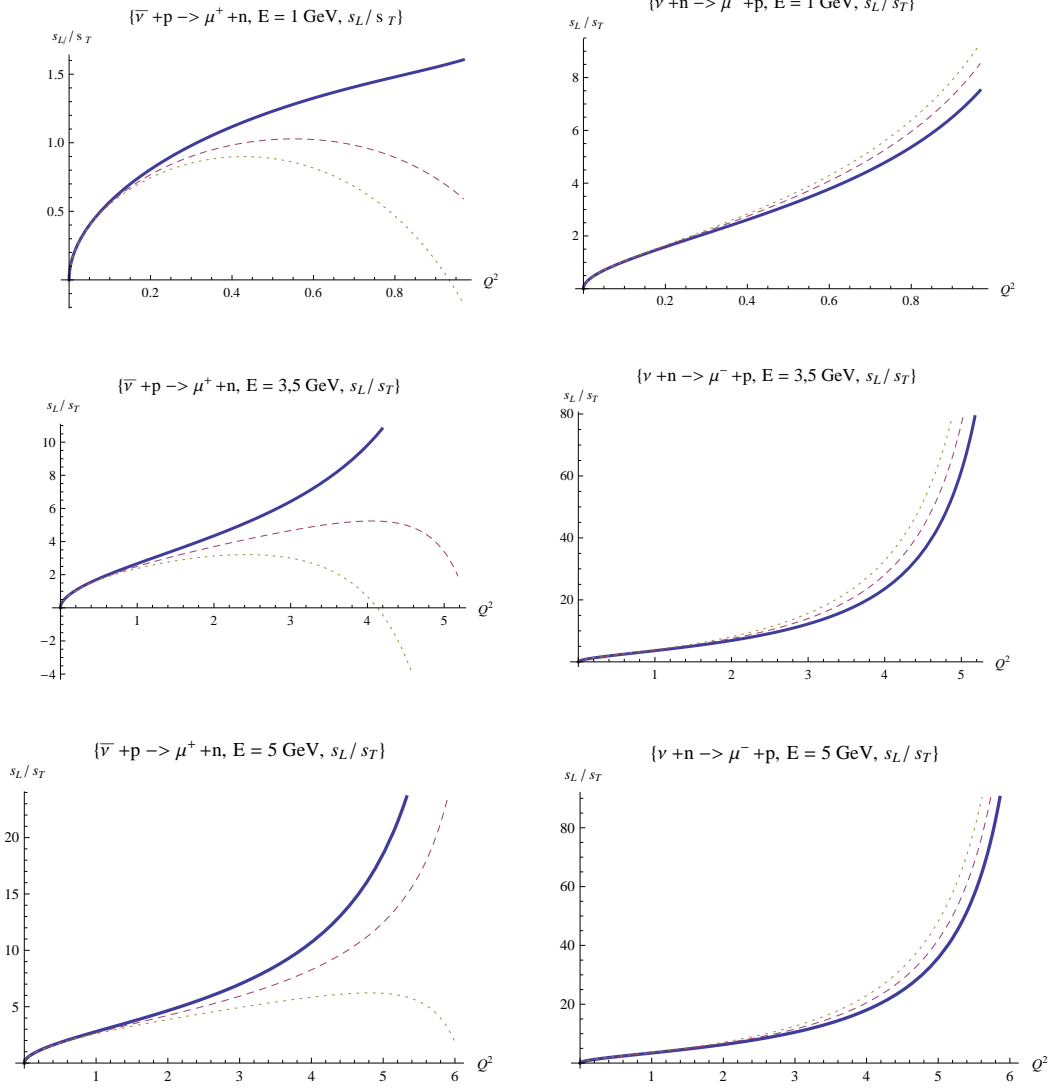 {ν̅ +p -> μ⁺ +n, E = 1 GeV, s_L / s_T}
s_L/ / s_T
1.5
1.0
0.5
0.2 0.4 0.6 0.8 Q²
{ν +n -> μ⁻ +p, E = 1 GeV, s_L / s_T}
s_L / s_T
8
6
4
2
0.2 0.4 0.6 0.8 Q²
{ν̅ +p -> μ⁺ +n, E = 3,5 GeV, s_L / s_T}
s_L / s_T
10
8
6
4
2
1 2 3 4 5 Q²
−2
−4
{ν +n -> μ⁻ +p, E = 3,5 GeV, s_L / s_T}
s_L / s_T
80
60
40
20
1 2 3 4 5 Q²
{ν̅ +p -> μ⁺ +n, E = 5 GeV, s_L / s_T}
s_L / s_T
20
15
10
5
1 2 3 4 5 6 Q²
{ν +n -> μ⁻ +p, E = 5 GeV, s_L / s_T}
s_L / s_T
80
60
40
20
1 2 3 4 5 6 Q²